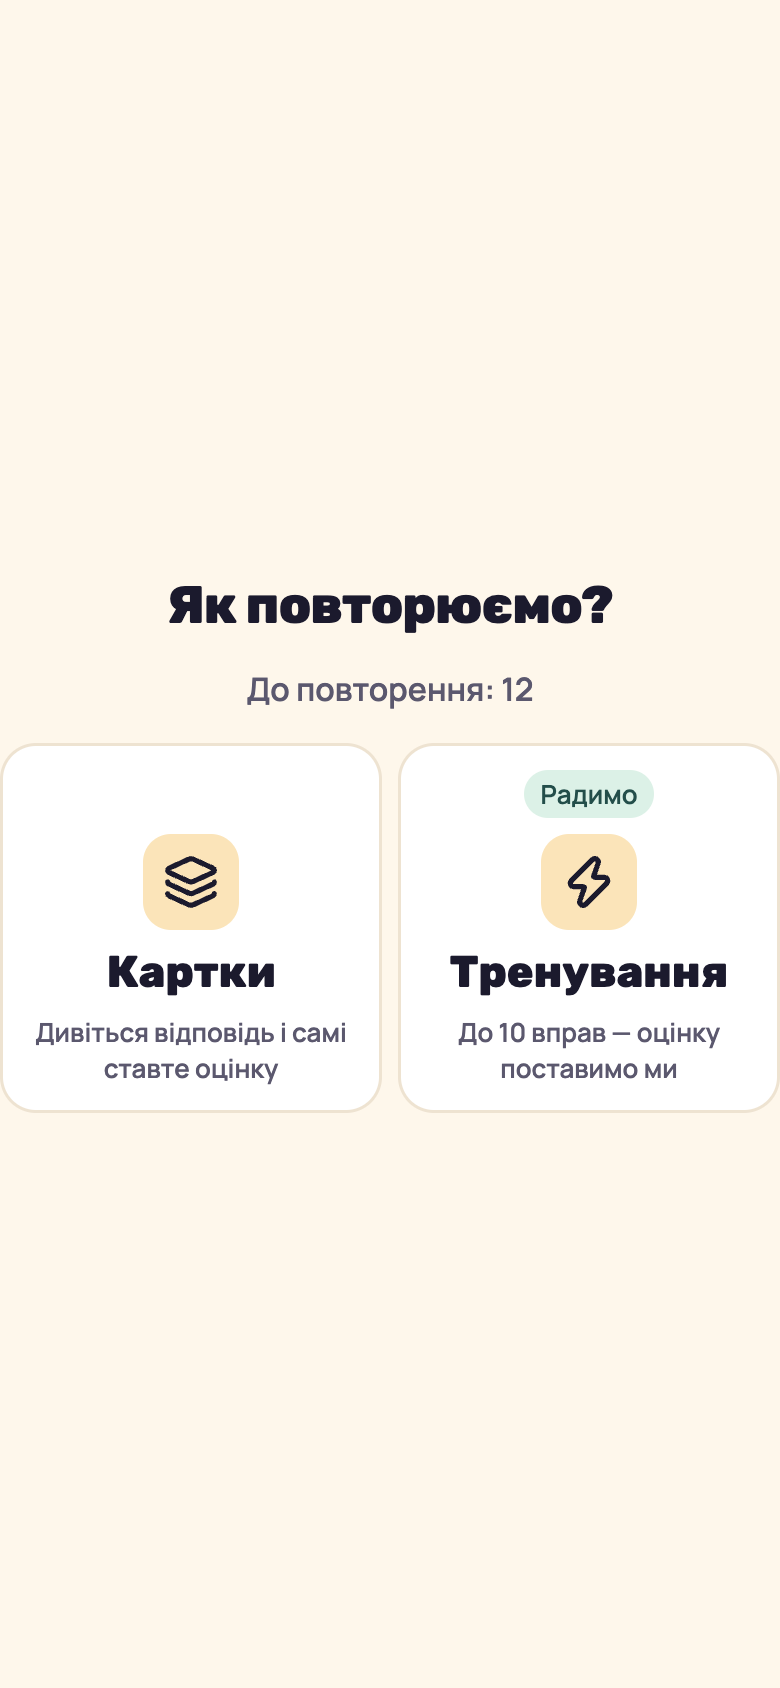 Як повторюємо?
До повторення: 12
Картки
Дивіться відповідь і самі
ставте оцінку
Радимо
Тренування
До 10 вправ — оцінку
поставимо ми